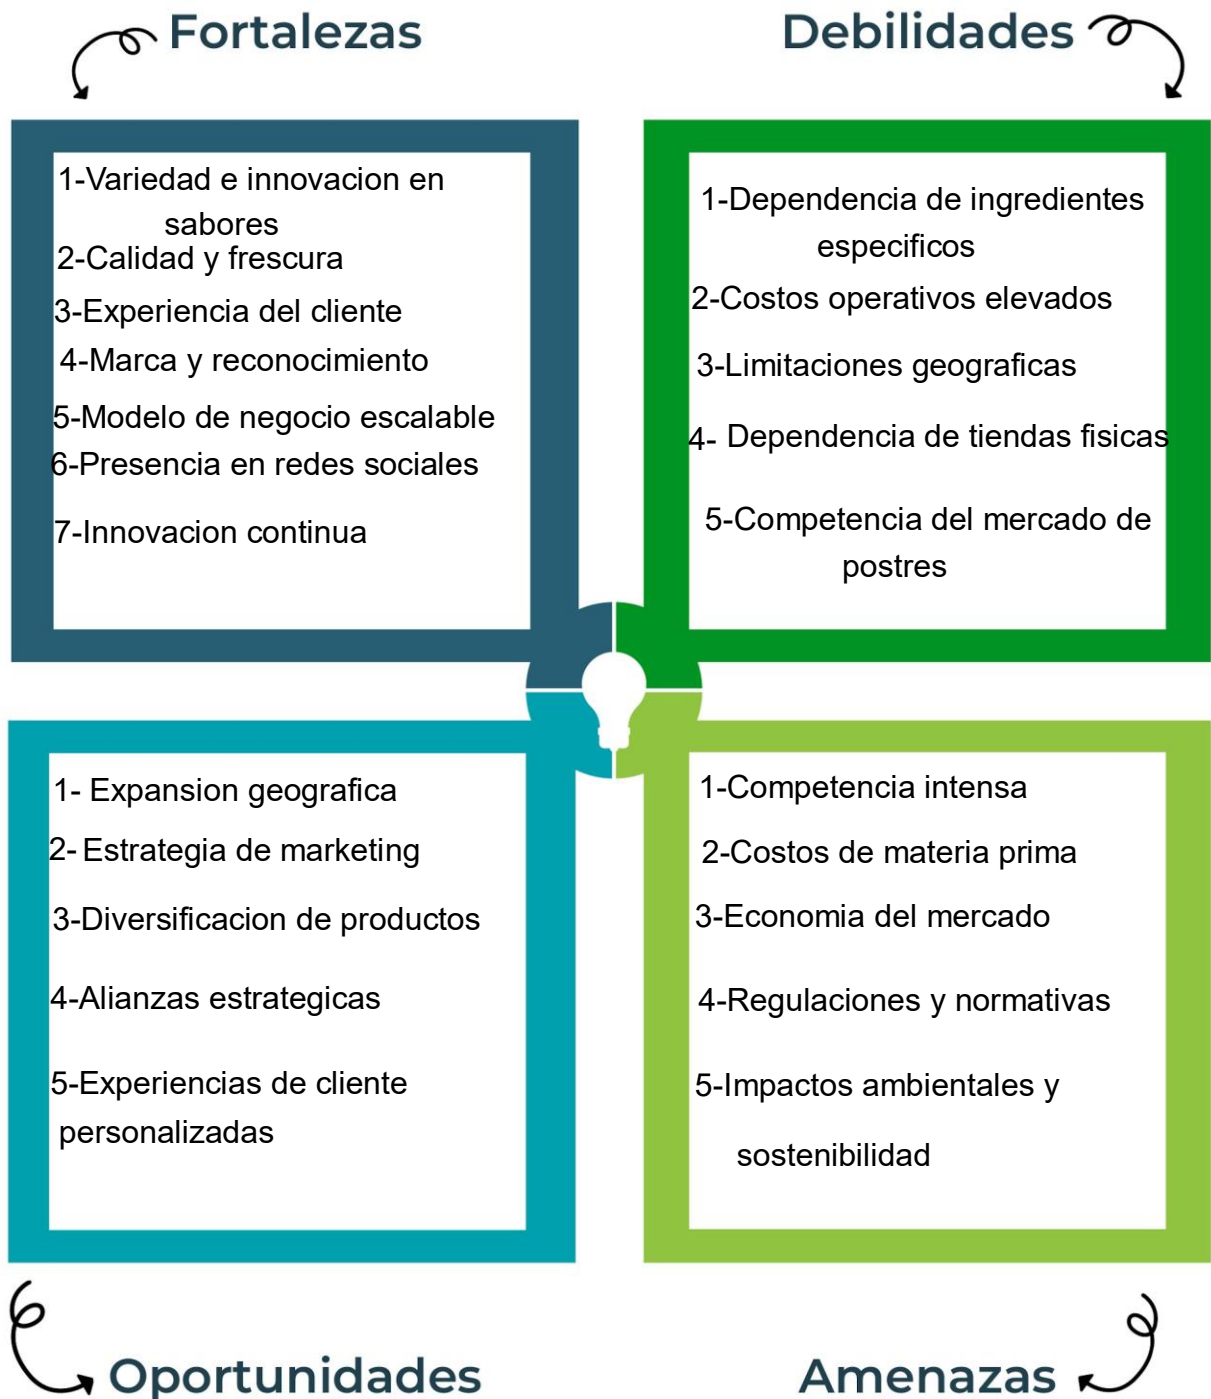 Fortalezas
1-Variedad e innovacion en
sabores
2-Calidad y frescura
3-Experiencia del cliente
4-Marca y reconocimiento
5-Modelo de negocio escalable
6-Presencia en redes sociales
7-Innovacion continua
Debilidades
1-Dependencia de ingredientes
especificos
2-Costos operativos elevados
3-Limitaciones geograficas
4- Dependencia de tiendas fisicas
5-Competencia del mercado de
postres
1- Expansion geografica
2- Estrategia de marketing
3-Diversificacion de productos
4-Alianzas estrategicas
5-Experiencias de cliente
personalizadas
Oportunidades
1-Competencia intensa
2-Costos de materia prima
3-Economia del mercado
4-Regulaciones y normativas
5-Impactos ambientales y
sostenibilidad
Amenazas